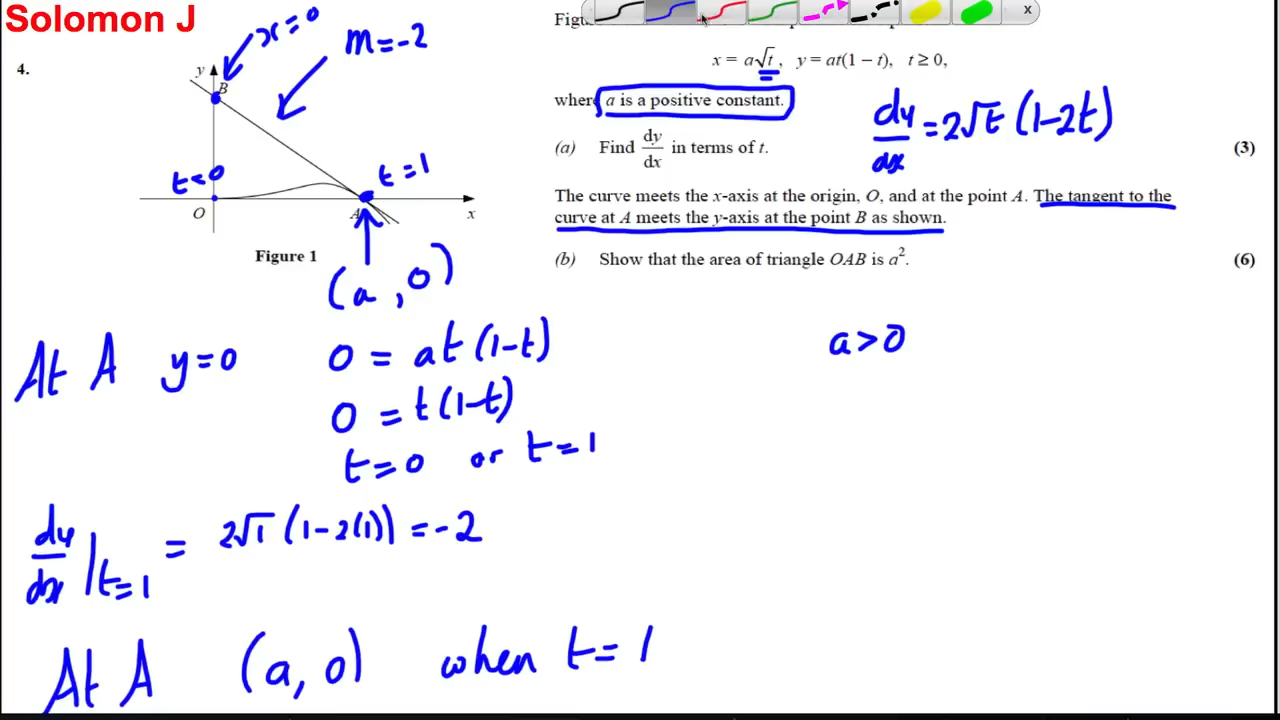 Solomon J
4.
x=0
m=-2
y
B
t=0
t=1
O
A
x
Figure 1
(a, 0)
x = a√t, y = at(1 − t), t ≥ 0,
where a is a positive constant.
dy/dx = 2√t (1-2t)
(a) Find dy/dx in terms of t.
(3)
The curve meets the x-axis at the origin, O, and at the point A. The tangent to the
curve at A meets the y-axis at the point B as shown.
(b) Show that the area of triangle OAB is a².
(6)
At A y=0 0 = at(1-t)
a>0
0 = t(1-t)
t=0 or t=1
dy/dx|t=1 = 2√1 (1-2(1)) = -2
At A (a, 0) when t=1